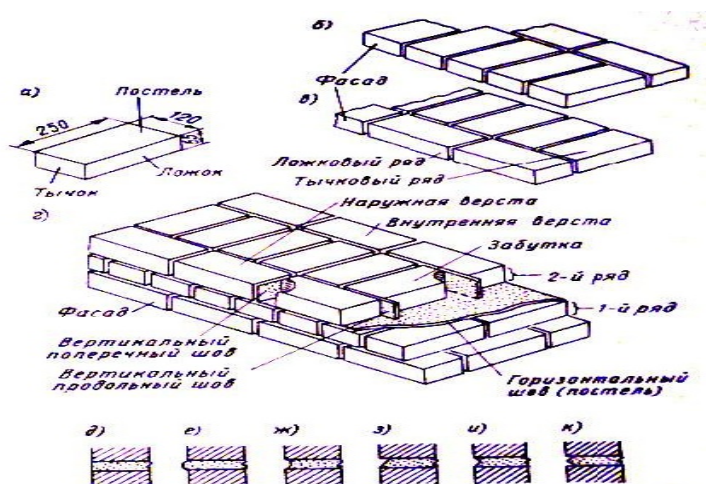 а)
250
Постель
120
65
Тычок
Ложок
б)
Фасад
в)
Ложковый ряд
Тычковый ряд
г)
Наружная верста
Внутренняя верста
Забутка
2-й ряд
1-й ряд
Фасад
Вертикальный
поперечный шов
Вертикальный
продольный шов
Горизонтальный
шов (постель)
д) е) ж) з) и) к)